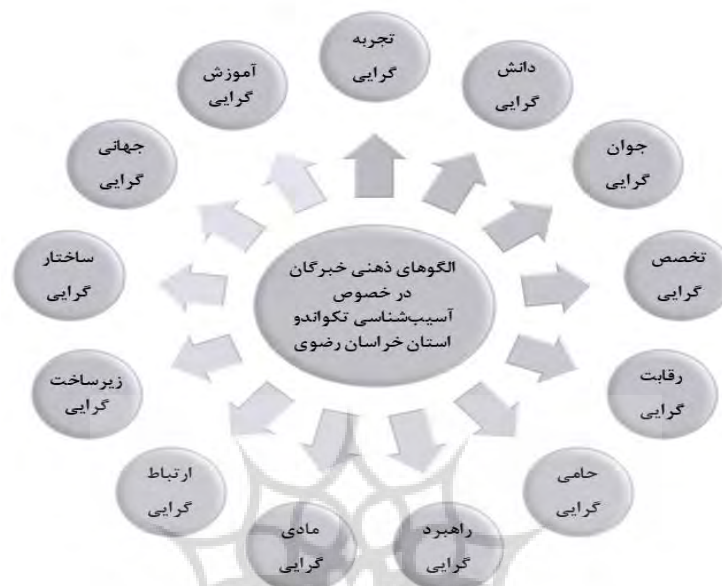 تجربه
گرایی
دانش
گرایی
جوان
گرایی
تخصص
گرایی
رقابت
گرایی
حامی
گرایی
راهبرد
گرایی
مادی
گرایی
ارتباط
گرایی
زیرساخت
گرایی
ساختار
گرایی
جهانی
گرایی
آموزش
گرایی
الگوهای ذهنی خبرگان
در خصوص
آسیب‌شناسی تکواندو
استان خراسان رضوی